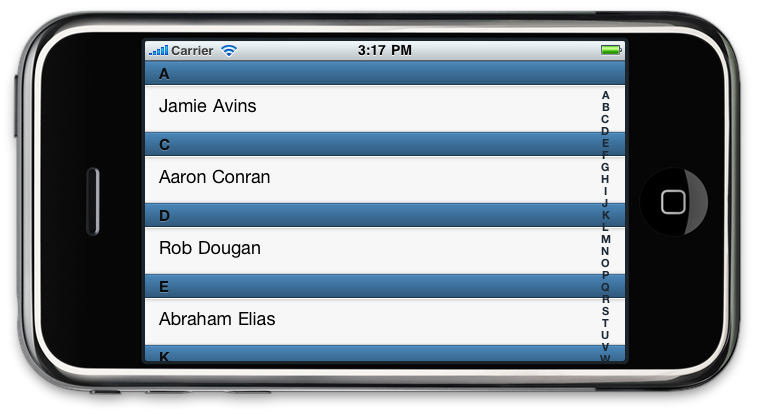 Carrier 3:17 PM
A
Jamie Avins
C
Aaron Conran
D
Rob Dougan
E
Abraham Elias
K
A
B
C
D
E
F
G
H
I
J
K
L
M
N
O
P
Q
R
S
T
U
V
W